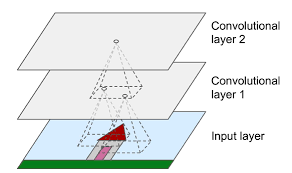 Convolutional
layer 2
Convolutional
layer 1
Input layer